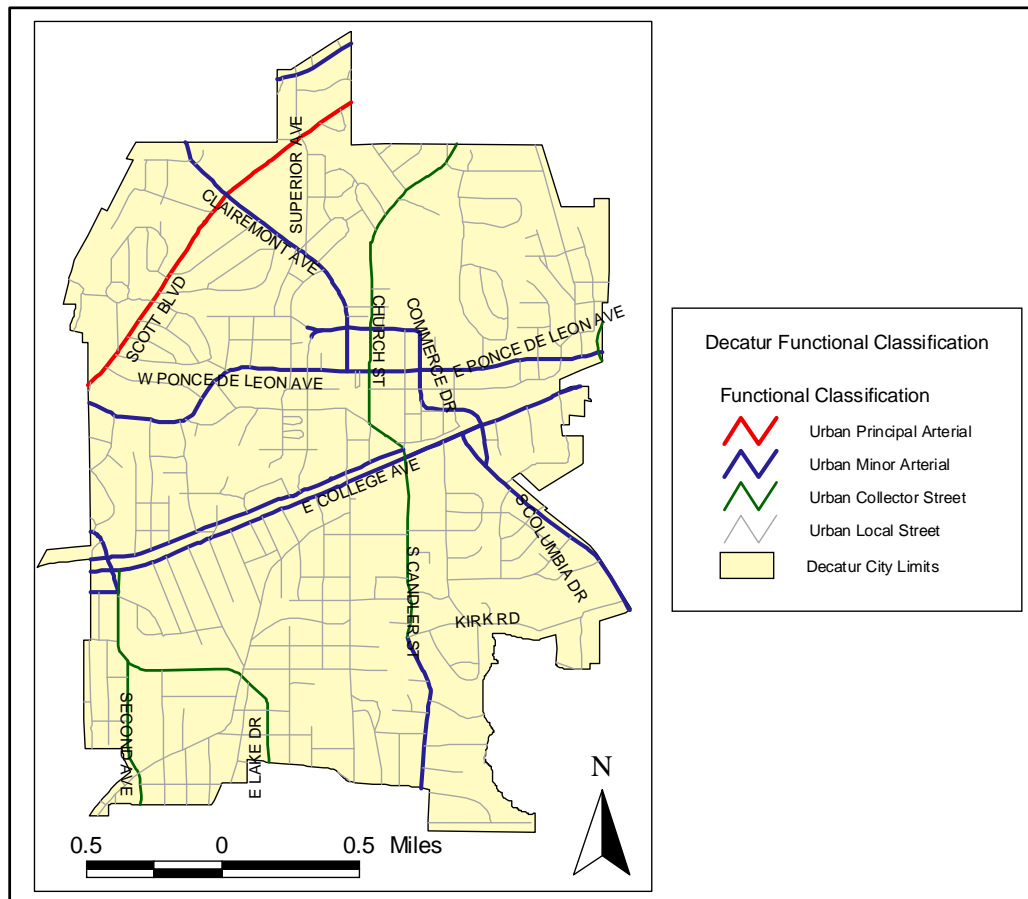 SUPERIOR AVE
CLAIREMONT AVE
SCOTT BLVD
CHURCH ST
COMMERCE DR
E PONCE DE LEON AVE
W PONCE DE LEON AVE
E COLLEGE AVE
S COLUMBIA DR
S CANDLER ST
KIRK RD
SECOND AVE
E LAKE DR
N
0.5 0 0.5 Miles
Decatur Functional Classification
Functional Classification
Urban Principal Arterial
Urban Minor Arterial
Urban Collector Street
Urban Local Street
Decatur City Limits